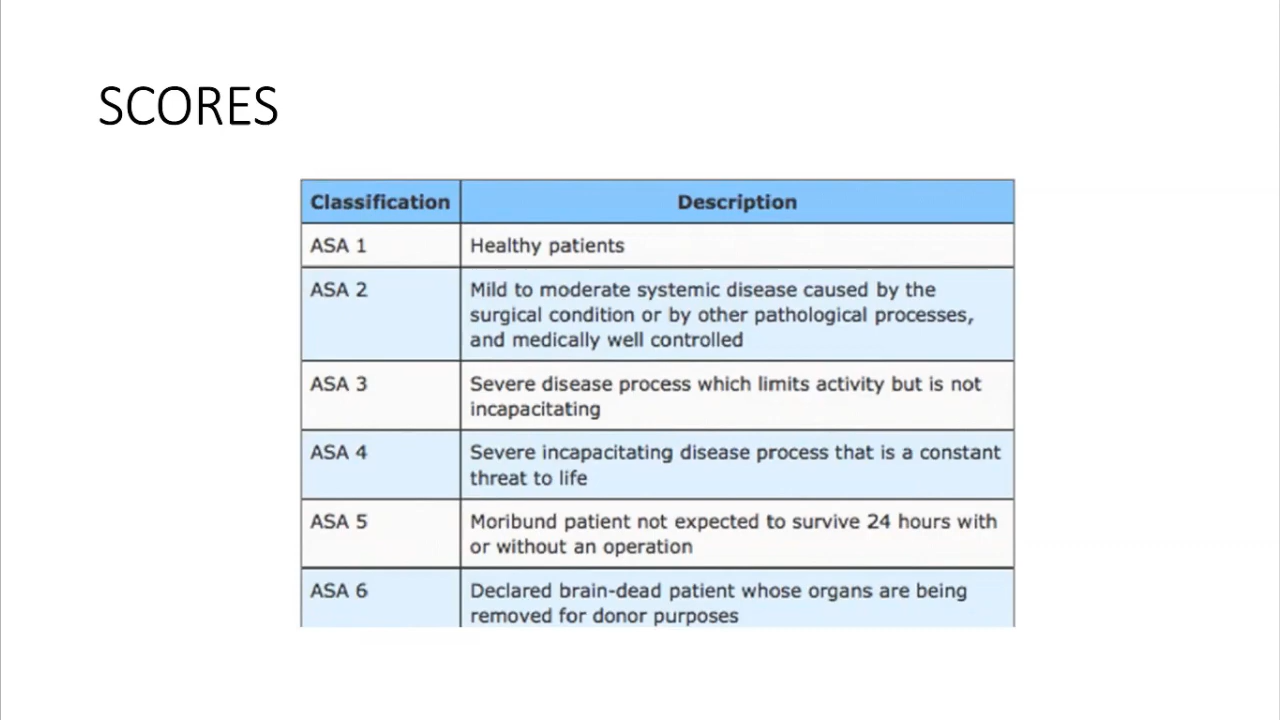 SCORES
Classification Description
ASA 1 Healthy patients
ASA 2 Mild to moderate systemic disease caused by the
surgical condition or by other pathological processes,
and medically well controlled
ASA 3 Severe disease process which limits activity but is not
incapacitating
ASA 4 Severe incapacitating disease process that is a constant
threat to life
ASA 5 Moribund patient not expected to survive 24 hours with
or without an operation
ASA 6 Declared brain-dead patient whose organs are being
removed for donor purposes